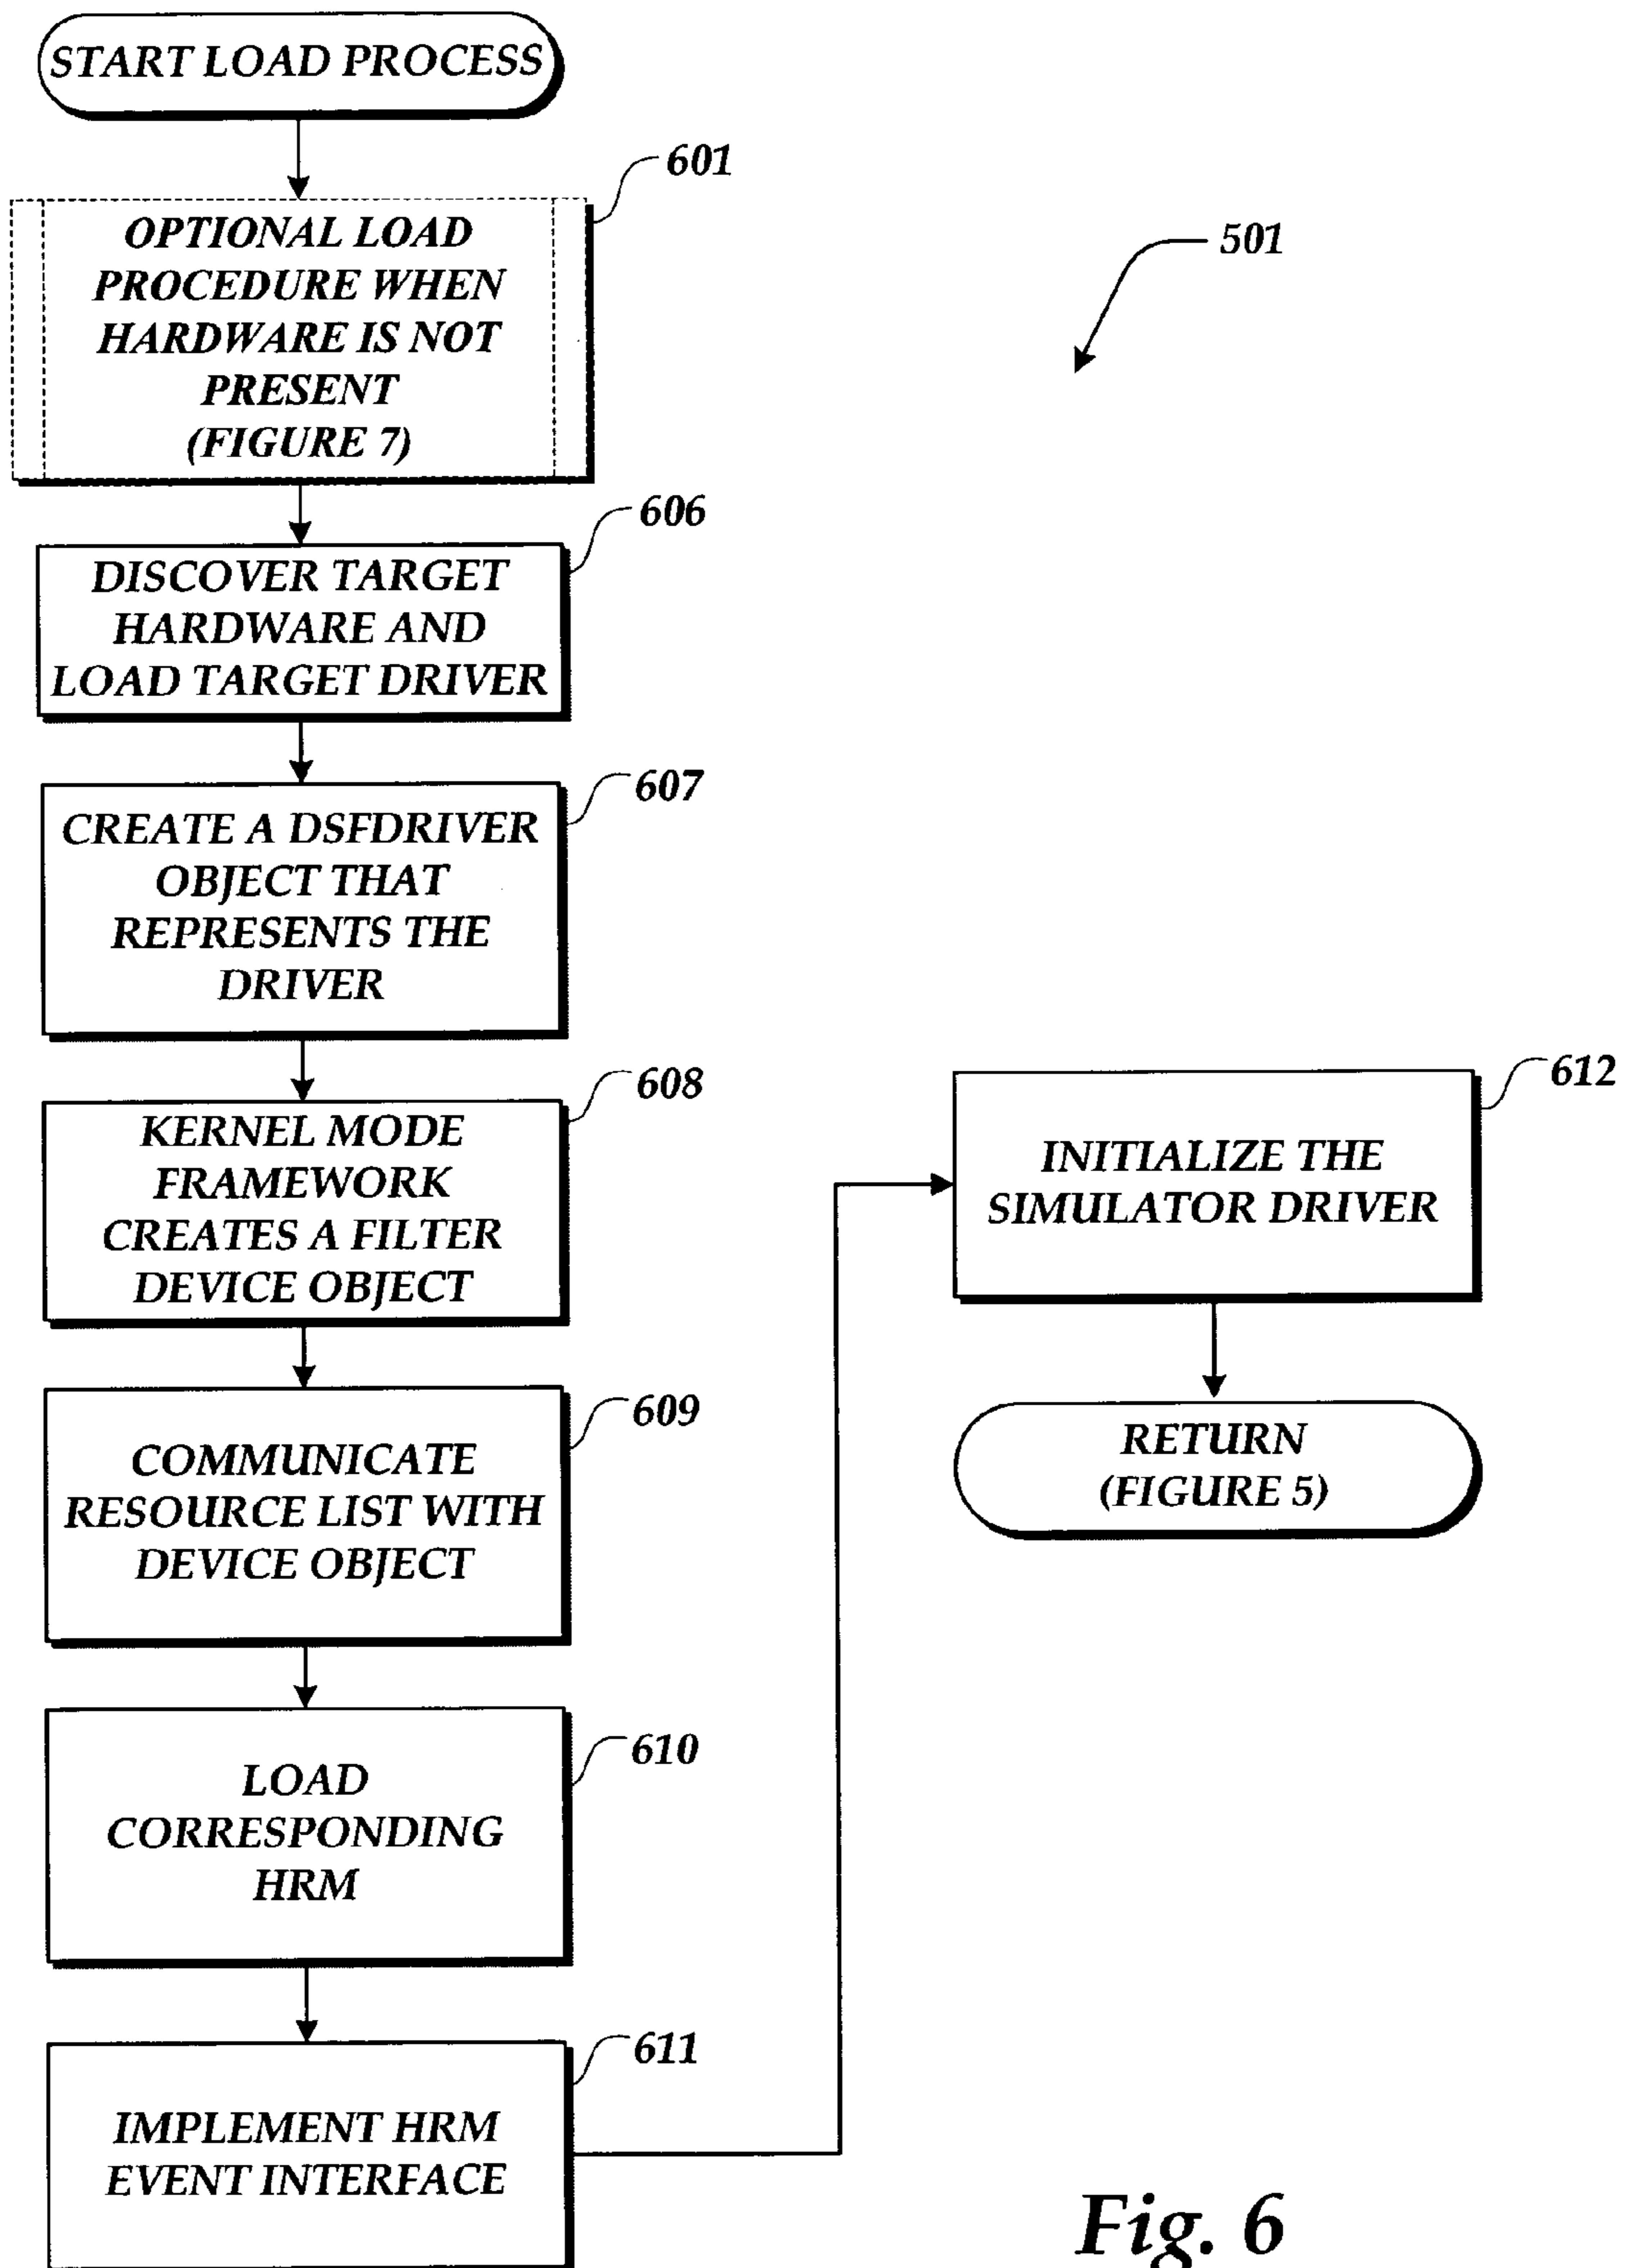 START LOAD PROCESS
601
OPTIONAL LOAD
PROCEDURE WHEN
HARDWARE IS NOT
PRESENT
(FIGURE 7)
501
606
DISCOVER TARGET
HARDWARE AND
LOAD TARGET DRIVER
607
CREATE A DSFDRIVER
OBJECT THAT
REPRESENTS THE
DRIVER
608
KERNEL MODE
FRAMEWORK
CREATES A FILTER
DEVICE OBJECT
609
COMMUNICATE
RESOURCE LIST WITH
DEVICE OBJECT
610
LOAD
CORRESPONDING
HRM
611
IMPLEMENT HRM
EVENT INTERFACE
612
INITIALIZE THE
SIMULATOR DRIVER
RETURN
(FIGURE 5)
Fig. 6